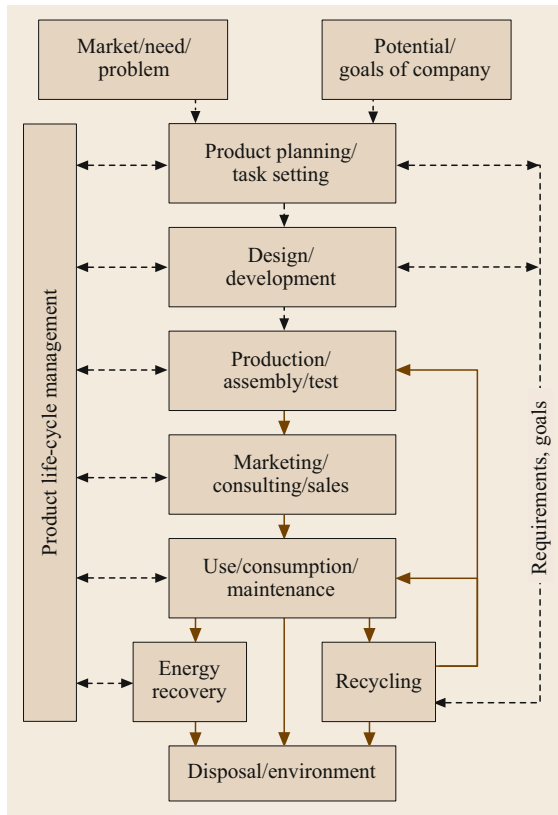 Market/need/
problem
Potential/
goals of company
Product planning/
task setting
Design/
development
Production/
assembly/test
Marketing/
consulting/sales
Use/consumption/
maintenance
Energy
recovery
Recycling
Disposal/environment
Product life-cycle management
Requirements, goals